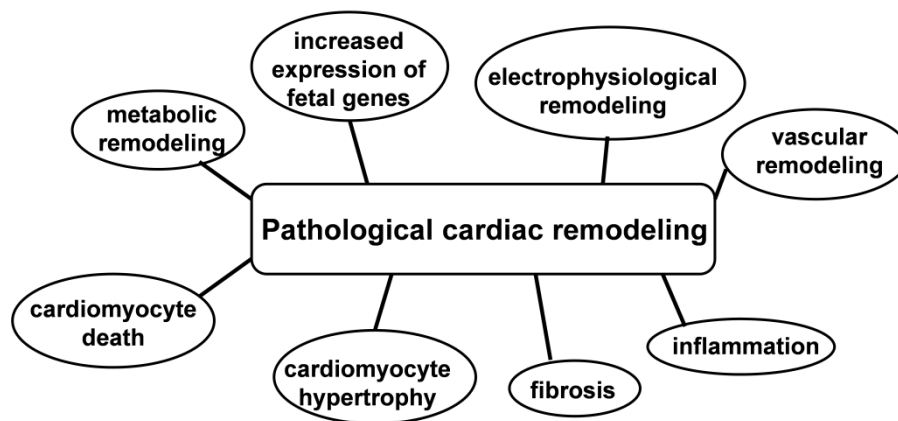 increased
expression of
fetal genes
electrophysiological
remodeling
metabolic
remodeling
vascular
remodeling
Pathological cardiac remodeling
cardiomyocyte
death
cardiomyocyte
hypertrophy
fibrosis
inflammation